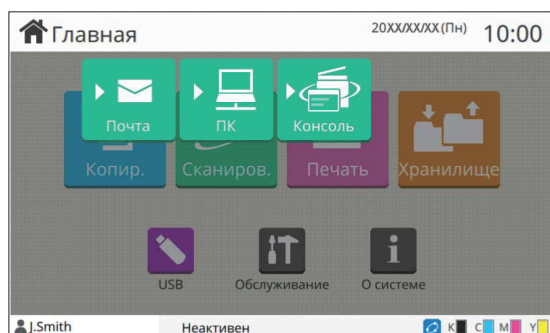 Главная
20XX/XX/XX(Пн) 10:00
Почта ПК Консоль
Копир. Сканиров. Печать Хранилище
USB Обслуживание О системе
J.Smith Неактивен K C M Y